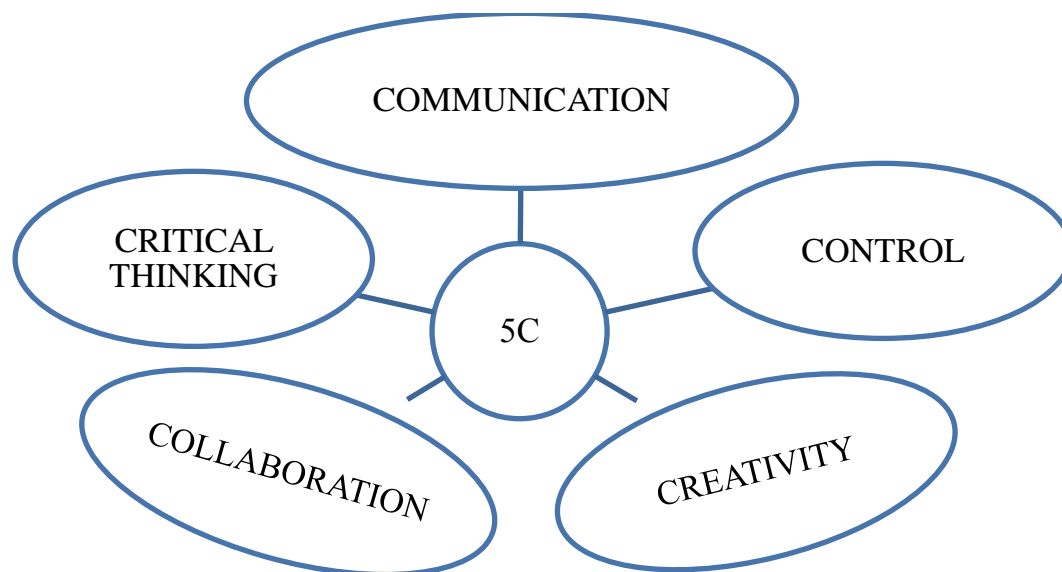 COMMUNICATION
CRITICAL
THINKING
CONTROL
5C
COLLABORATION
CREATIVITY